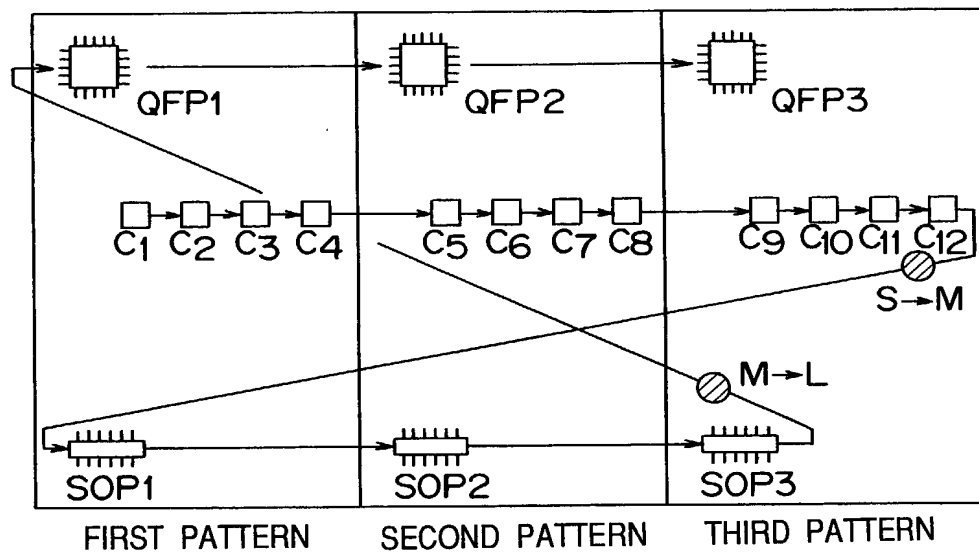 QFP1 QFP2 QFP3
C1 C2 C3 C4 C5 C6 C7 C8 C9 C10 C11 C12
S→M
M→L
SOP1 SOP2 SOP3
FIRST PATTERN SECOND PATTERN THIRD PATTERN